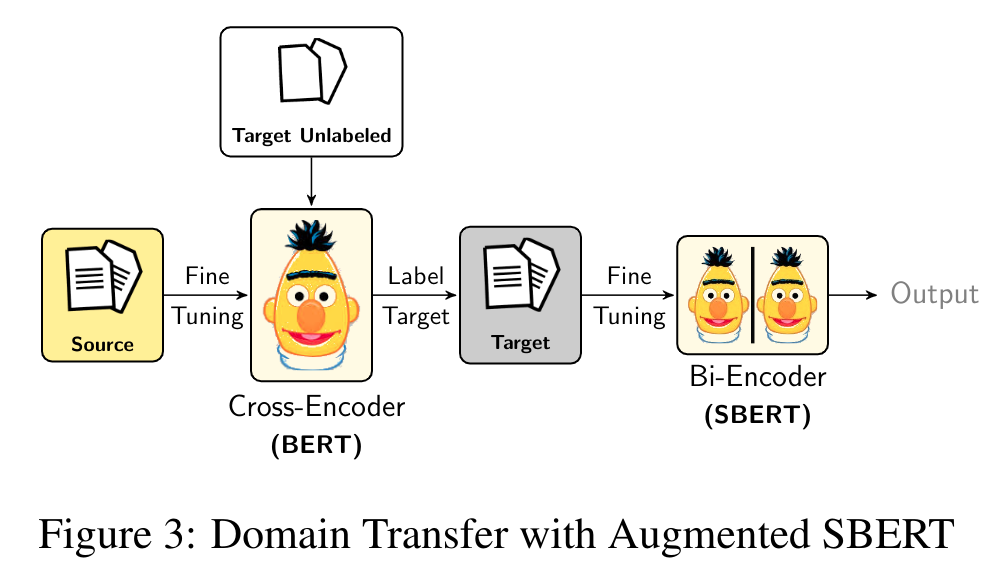 Target Unlabeled
Source
Fine
Tuning
Cross-Encoder
(BERT)
Label
Target
Target
Fine
Tuning
Bi-Encoder
(SBERT)
Output
Figure 3: Domain Transfer with Augmented SBERT